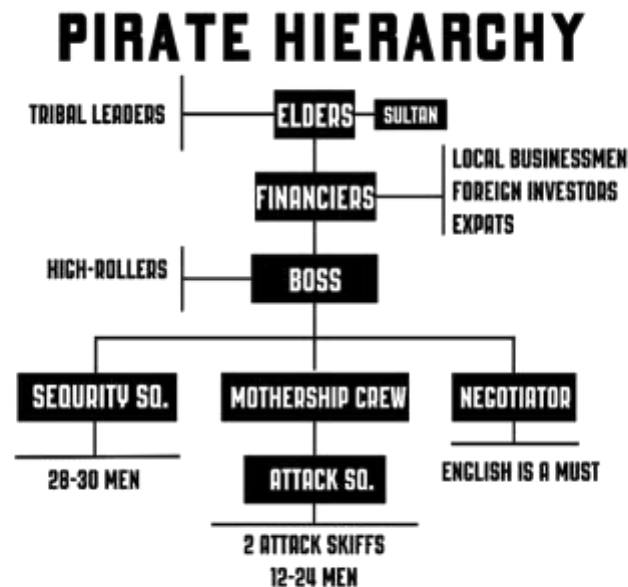 PIRATE HIERARCHY
TRIBAL LEADERS
ELDERS
SULTAN
FINANCIERS
LOCAL BUSINESSMEN
FOREIGN INVESTORS
EXPATS
HIGH-ROLLERS
BOSS
SEQURITY SQ.
MOTHERSHIP CREW
NEGOTIATOR
28-30 MEN
ATTACK SQ.
ENGLISH IS A MUST
2 ATTACK SKIFFS
12-24 MEN